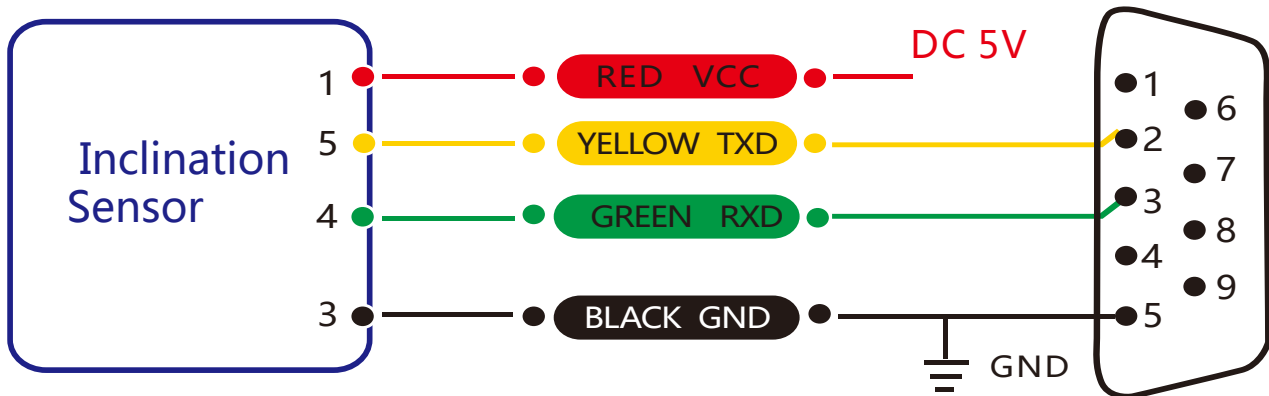 DC 5V
1 RED VCC 1
6
Inclination 5 YELLOW TXD 2
7
Sensor 4 GREEN RXD 3
8
4
9
3 BLACK GND 5
GND